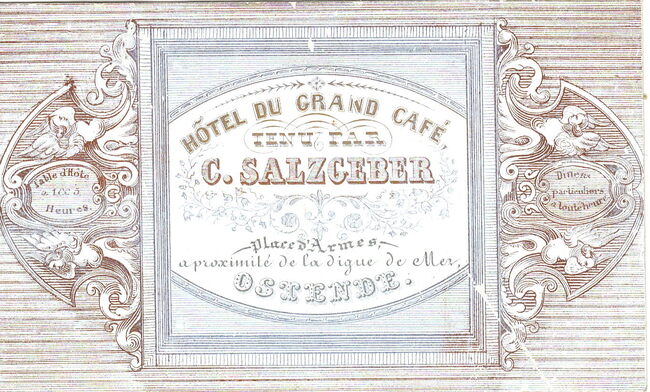 HÔTEL DU GRAND CAFÉ,
TENU PAR
C. SALZGEBER
Place d'Armes,
a proximité de la digue de Mer,
OSTENDE.
Table d'Hôte
a 1 & 5
Heures.
Diners
particuliers
a toute heure